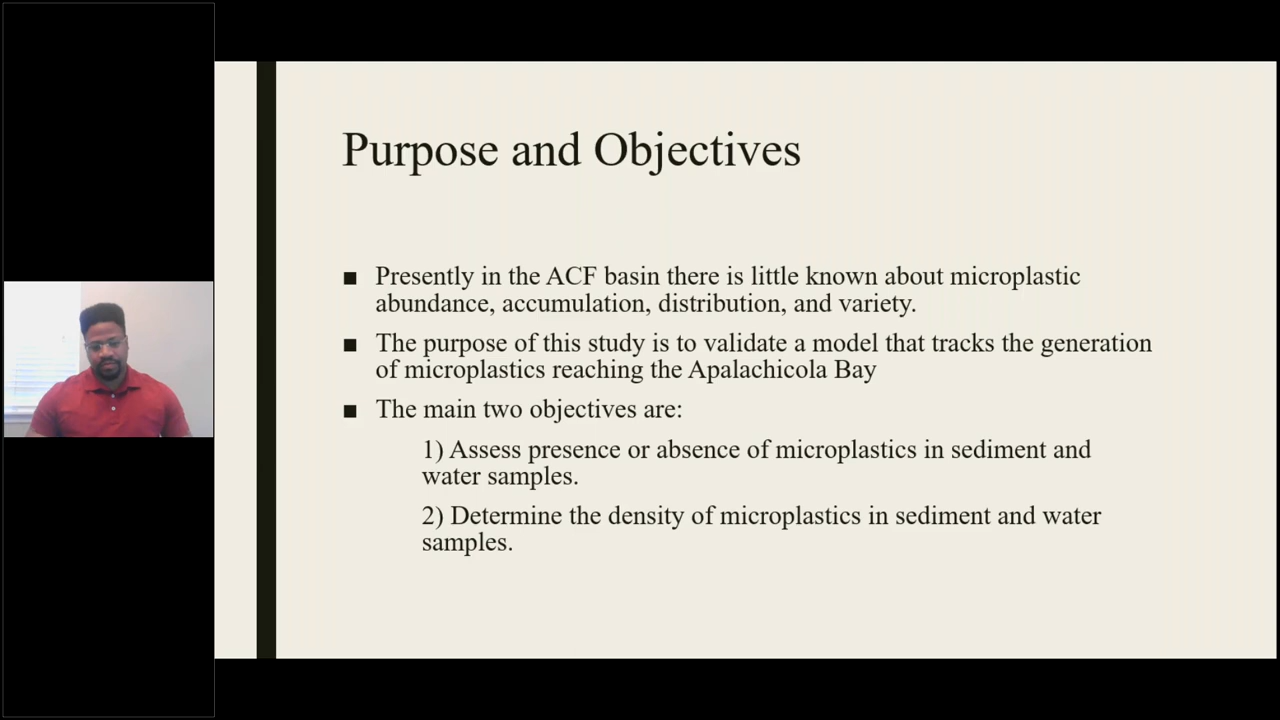 Purpose and Objectives
■ Presently in the ACF basin there is little known about microplastic
abundance, accumulation, distribution, and variety.
■ The purpose of this study is to validate a model that tracks the generation
of microplastics reaching the Apalachicola Bay
■ The main two objectives are:
1) Assess presence or absence of microplastics in sediment and
water samples.
2) Determine the density of microplastics in sediment and water
samples.